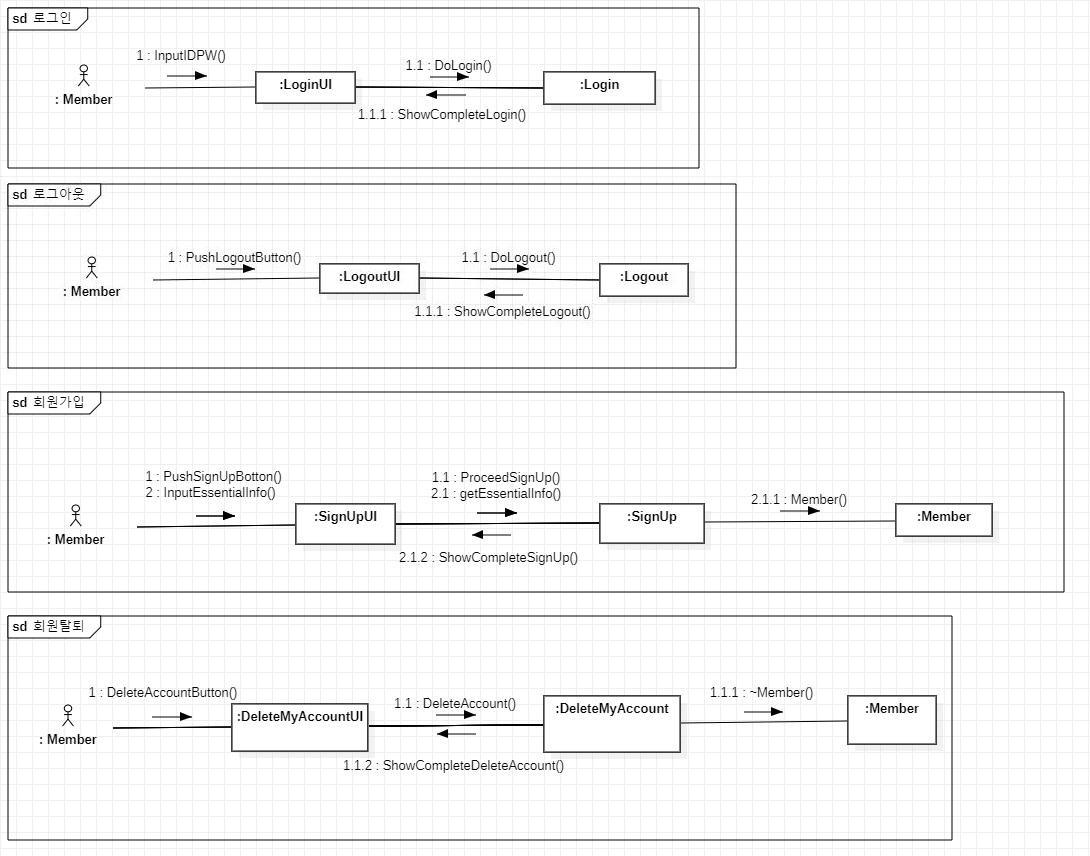 sd 로그인
1 : InputIDPW()
1.1 : DoLogin()
: Member
:LoginUI
:Login
1.1.1 : ShowCompleteLogin()
sd 로그아웃
1 : PushLogoutButton()
1.1 : DoLogout()
: Member
:LogoutUI
:Logout
1.1.1 : ShowCompleteLogout()
sd 회원가입
1 : PushSignUpBotton()
2 : InputEssentialInfo()
1.1 : ProceedSignUp()
2.1 : getEssentialInfo()
2.1.1 : Member()
: Member
:SignUpUI
:SignUp
:Member
2.1.2 : ShowCompleteSignUp()
sd 회원탈퇴
1 : DeleteAccountButton()
1.1 : DeleteAccount()
1.1.1 : ~Member()
: Member
:DeleteMyAccountUI
:DeleteMyAccount
:Member
1.1.2 : ShowCompleteDeleteAccount()